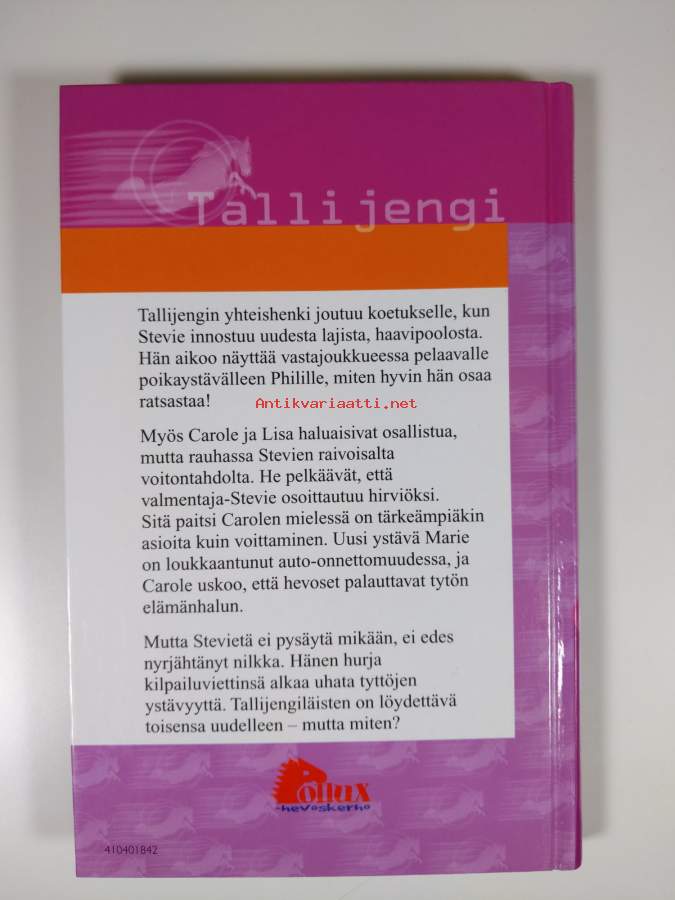 Tallijengi
Tallijengin yhteishenki joutuu koetukselle, kun
Stevie innostuu uudesta lajista, haavipoolosta.
Hän aikoo näyttää vastajoukkueessa pelaavalle
poikaystävälleen Philille, miten hyvin hän osaa
ratsastaa!
Antikvariaatti.net
Myös Carole ja Lisa haluaisivat osallistua,
mutta rauhassa Stevien raivoisalta
voitontahdolta. He pelkäävät, että
valmentaja-Stevie osoittautuu hirviöksi.
Sitä paitsi Carolen mielessä on tärkeämpiäkin
asioita kuin voittaminen. Uusi ystävä Marie
on loukkaantunut auto-onnettomuudessa, ja
Carole uskoo, että hevoset palauttavat tytön
elämänhalun.
Mutta Stevietä ei pysäytä mikään, ei edes
nyrjähtänyt nilkka. Hänen hurja
kilpailuviettinsä alkaa uhata tyttöjen
ystävyyttä. Tallijengiläisten on löydettävä
toisensa uudelleen – mutta miten?
Pollux
-hevoskerho
410401842